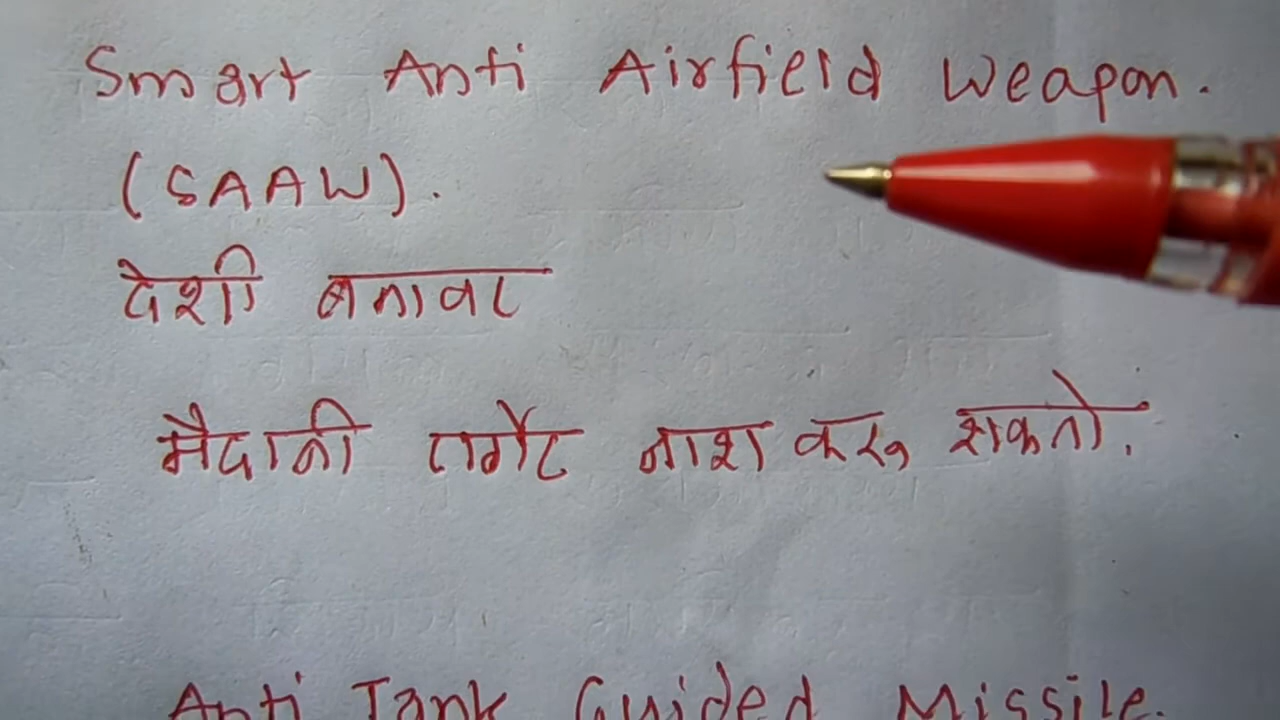 Smart Anti Airfield Weapon.
(SAAW).
देशी बनावट
मैदानी टार्गेट नाश करू शकतो.
Anti Tank Guided Missile.